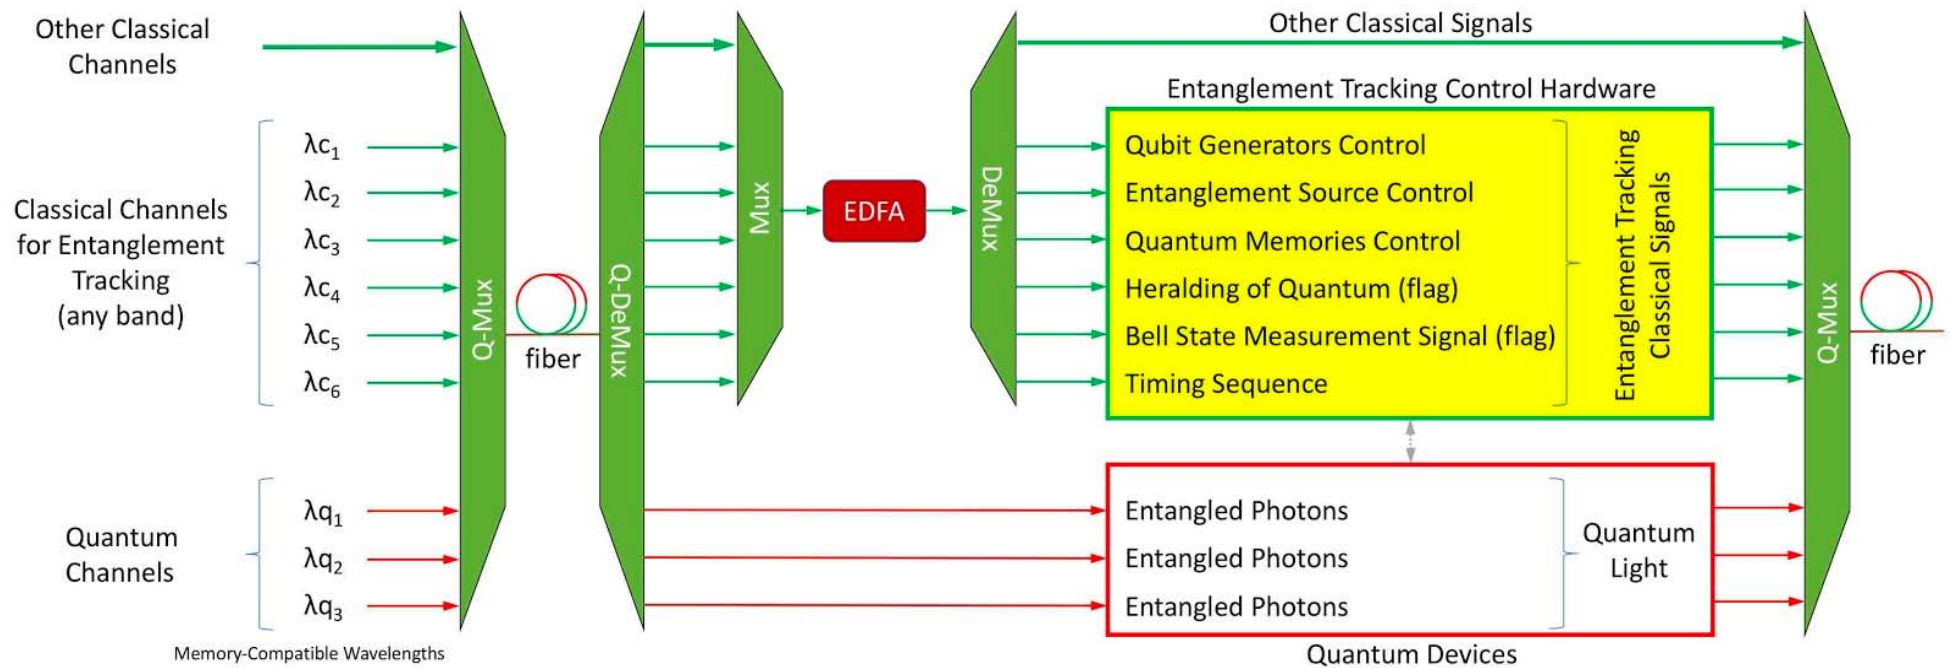 Other Classical
Channels
Classical Channels
for Entanglement
Tracking
(any band)
λc1
λc2
λc3
λc4
λc5
λc6
Quantum
Channels
λq1
λq2
λq3
Memory-Compatible Wavelengths
Q-Mux
fiber
Q-DeMux
Mux
EDFA
DeMux
Other Classical Signals
Entanglement Tracking Control Hardware
Qubit Generators Control
Entanglement Source Control
Quantum Memories Control
Heralding of Quantum (flag)
Bell State Measurement Signal (flag)
Timing Sequence
Entanglement Tracking
Classical Signals
Entangled Photons
Entangled Photons
Entangled Photons
Quantum
Light
Quantum Devices
Q-Mux
fiber